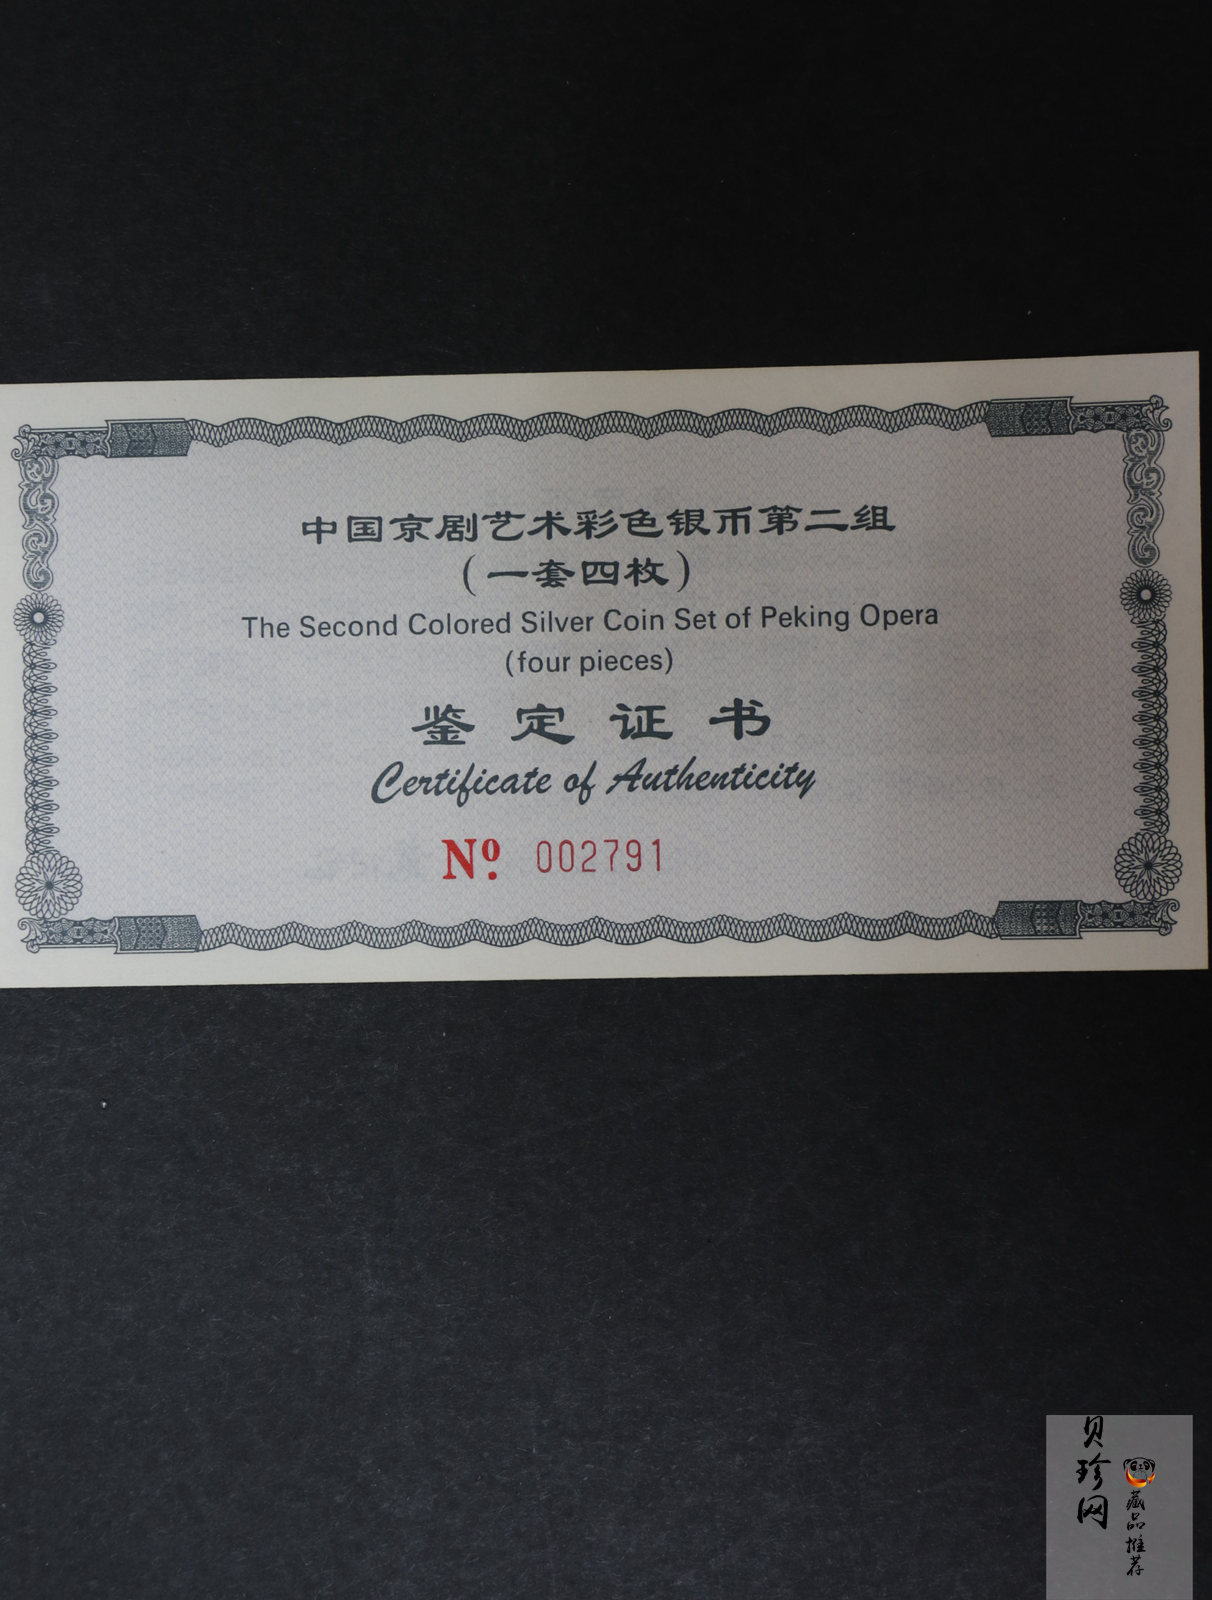 中国京剧艺术彩色银币第二组
(一套四枚)
The Second Colored Silver Coin Set of Peking Opera
(four pieces)
鉴定证书
Certificate of Authenticity
Nº 002791
贝珍网
藏品推荐